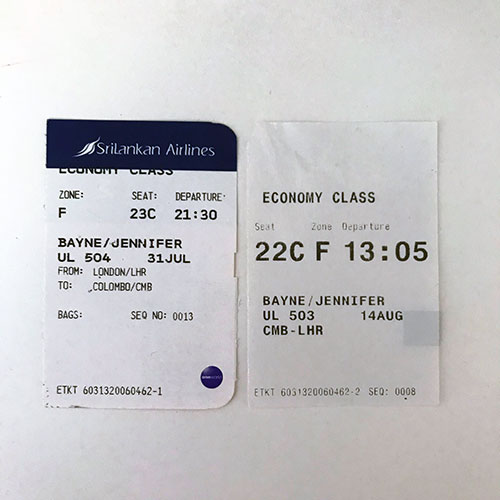 SriLankan Airlines
ECONOMY CLASS
ZONE: SEAT: DEPARTURE
F 23C 21:30
BAYNE/JENNIFER
UL 504 31JUL
FROM: LONDON/LHR
TO: COLOMBO/CMB
BAGS: SEQ NO: 0013
ETKT 6031320060462-1
ECONOMY CLASS
Seat Zone Departure
22C F 13:05
BAYNE/JENNIFER
UL 503 14AUG
CMB-LHR
ETKT 6031320060462-2 SEQ: 0008